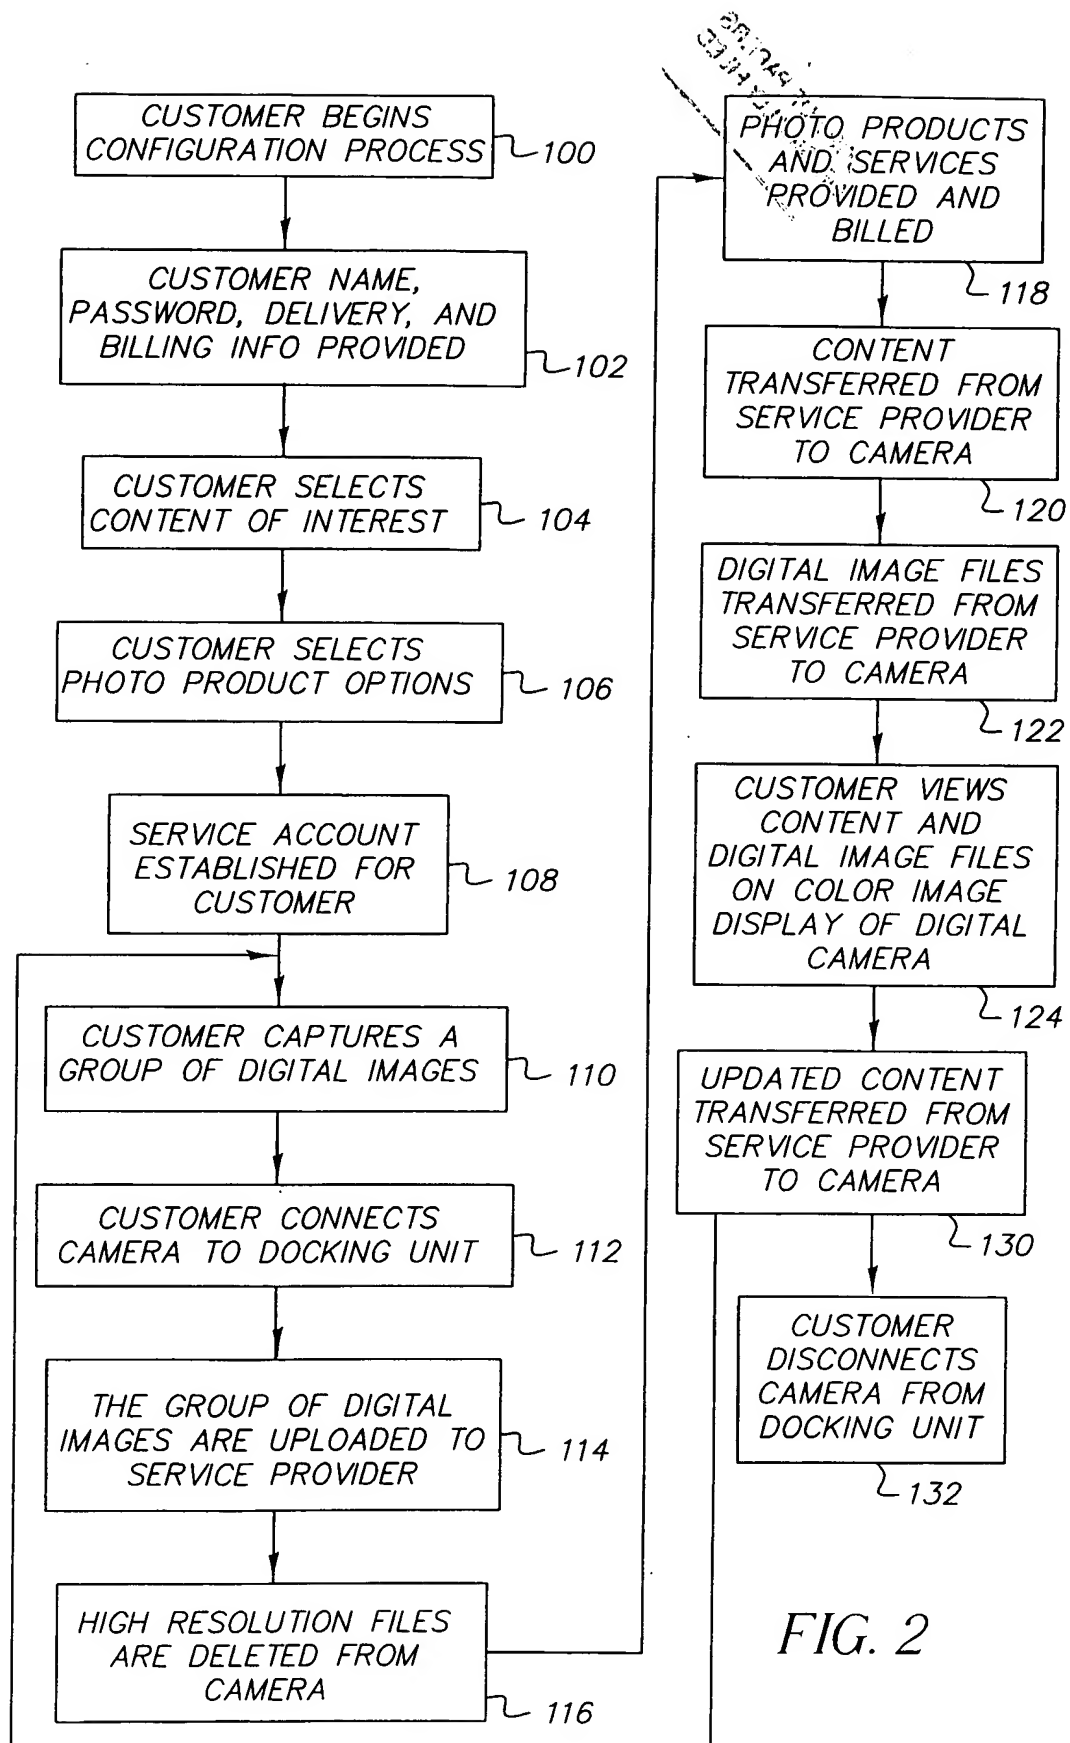 CUSTOMER BEGINS
CONFIGURATION PROCESS
100
CUSTOMER NAME,
PASSWORD, DELIVERY, AND
BILLING INFO PROVIDED
102
CUSTOMER SELECTS
CONTENT OF INTEREST
104
CUSTOMER SELECTS
PHOTO PRODUCT OPTIONS
106
SERVICE ACCOUNT
ESTABLISHED FOR
CUSTOMER
108
CUSTOMER CAPTURES A
GROUP OF DIGITAL IMAGES
110
CUSTOMER CONNECTS
CAMERA TO DOCKING UNIT
112
THE GROUP OF DIGITAL
IMAGES ARE UPLOADED TO
SERVICE PROVIDER
114
HIGH RESOLUTION FILES
ARE DELETED FROM
CAMERA
116
PHOTO PRODUCTS
AND SERVICES
PROVIDED AND
BILLED
118
CONTENT
TRANSFERRED FROM
SERVICE PROVIDER
TO CAMERA
120
DIGITAL IMAGE FILES
TRANSFERRED FROM
SERVICE PROVIDER
TO CAMERA
122
CUSTOMER VIEWS
CONTENT AND
DIGITAL IMAGE FILES
ON COLOR IMAGE
DISPLAY OF DIGITAL
CAMERA
124
UPDATED CONTENT
TRANSFERRED FROM
SERVICE PROVIDER
TO CAMERA
130
CUSTOMER
DISCONNECTS
CAMERA FROM
DOCKING UNIT
132
FIG. 2